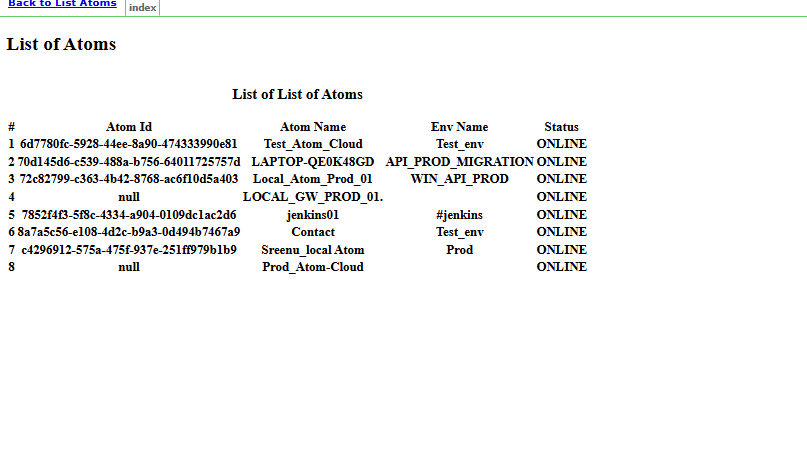 Back to List Atoms index
List of Atoms
List of List of Atoms
# Atom Id Atom Name Env Name Status
1 6d7780fc-5928-44ee-8a90-474333990e81 Test_Atom_Cloud Test_env ONLINE
2 70d145d6-c539-488a-b756-64011725757d LAPTOP-QE0K48GD API_PROD_MIGRATION ONLINE
3 72c82799-c363-4b42-8768-ac6f10d5a403 Local_Atom_Prod_01 WIN_API_PROD ONLINE
4 null LOCAL_GW_PROD_01. ONLINE
5 7852f4f3-5f8c-4334-a904-0109dc1ac2d6 jenkins01 #jenkins ONLINE
6 8a7a5c56-e108-4d2c-b9a3-0d494b7467a9 Contact Test_env ONLINE
7 c4296912-575a-475f-937e-251ff979b1b9 Sreenu_local Atom Prod ONLINE
8 null Prod_Atom-Cloud ONLINE